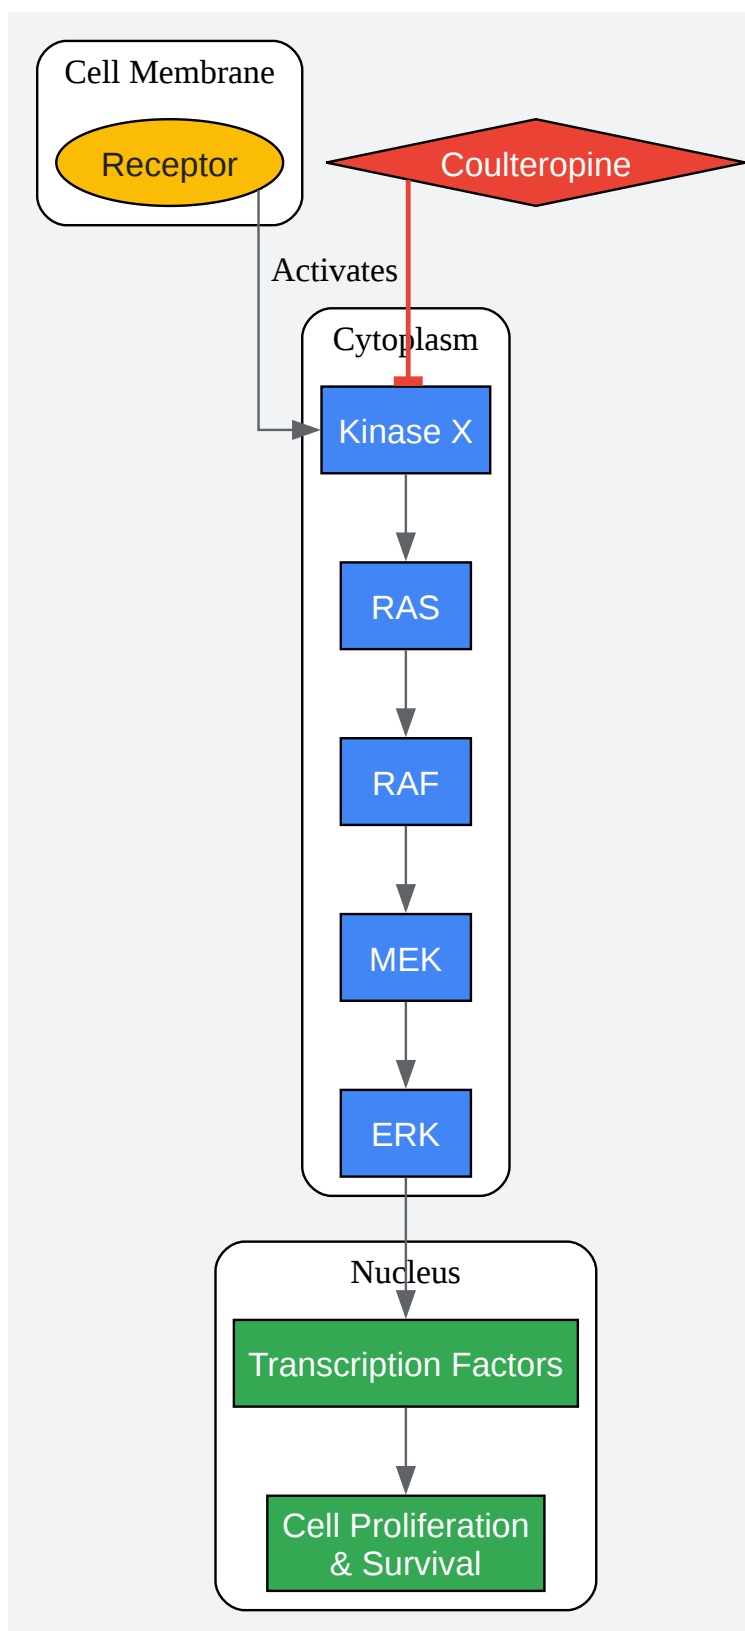 Cell Membrane
Receptor
Coulteropine
Activates
Cytoplasm
Kinase X
RAS
RAF
MEK
ERK
Nucleus
Transcription Factors
Cell Proliferation
& Survival